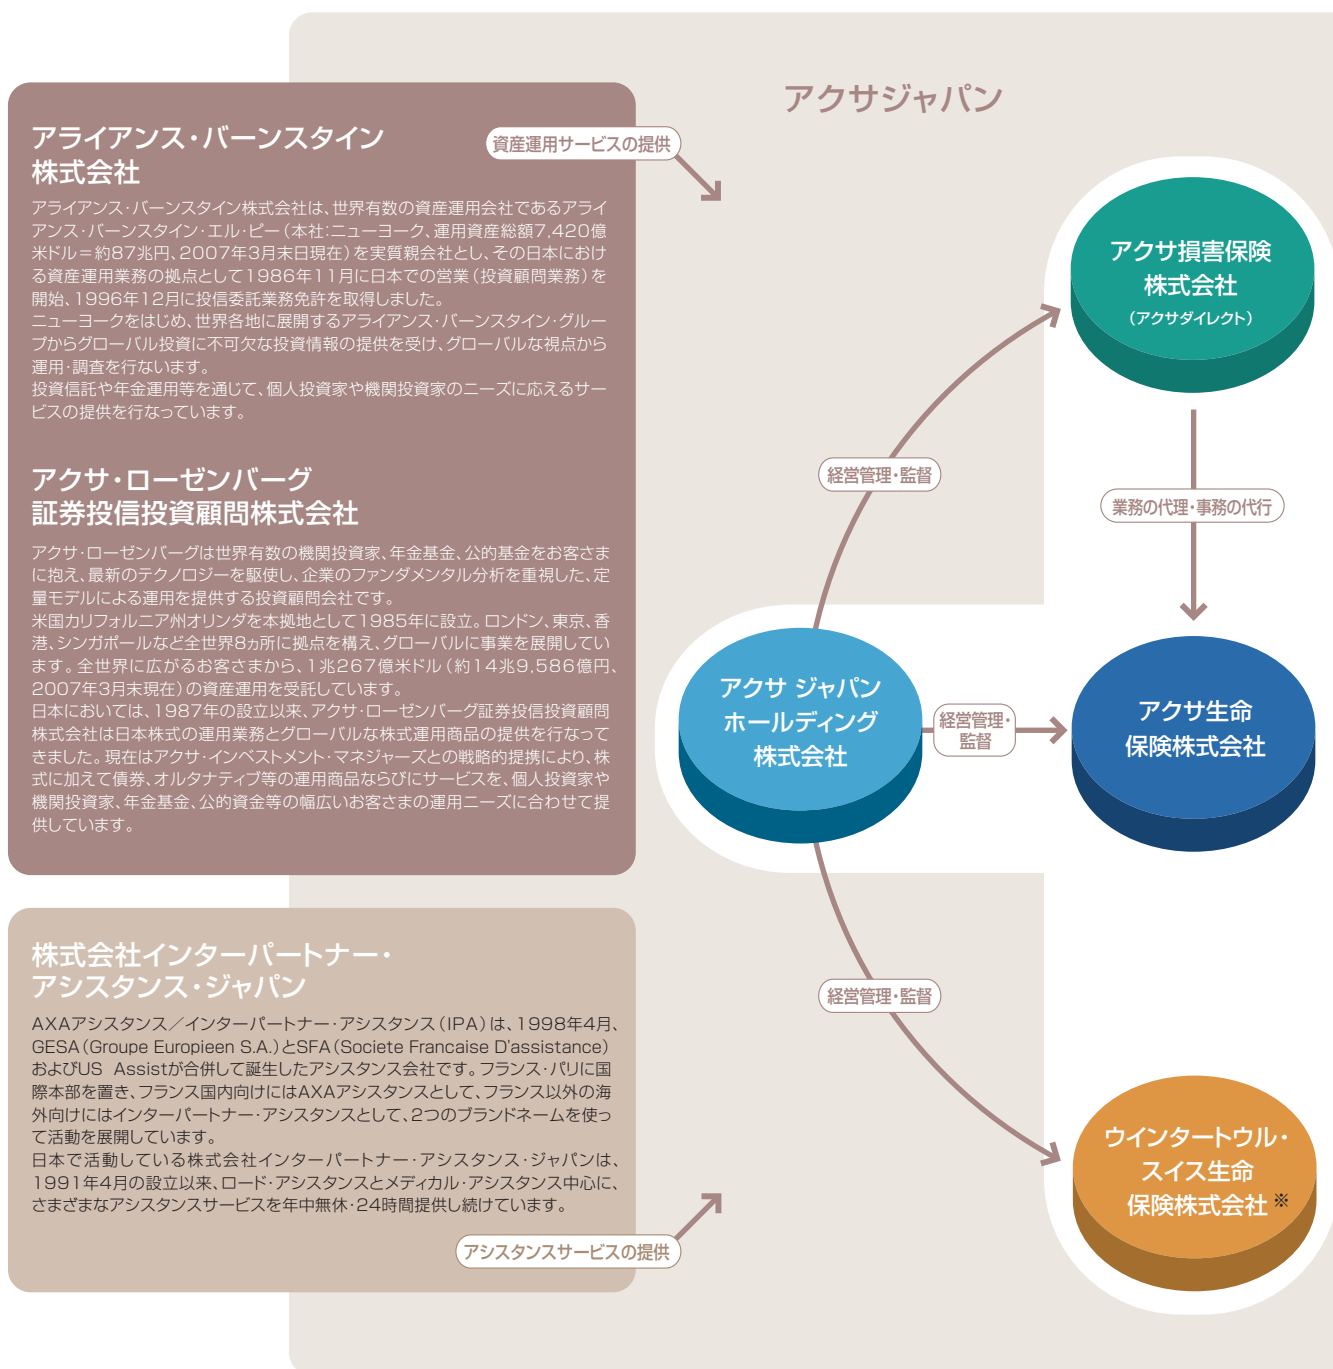 アクサジャパン
アライアンス・バーンスタイン
株式会社
資産運用サービスの提供
アライアンス・バーンスタイン株式会社は、世界有数の資産運用会社であるアライ
アンス・バーンスタイン・エル・ピー（本社：ニューヨーク、運用資産総額7,420億
米ドル＝約87兆円、2007年3月末日現在）を実質親会社とし、その日本におけ
る資産運用業務の拠点として1986年11月に日本での営業（投資顧問業務）を
開始、1996年12月に投信委託業務免許を取得しました。
ニューヨークをはじめ、世界各地に展開するアライアンス・バーンスタイン・グルー
プからグローバル投資に不可欠な投資情報の提供を受け、グローバルな視点から
運用・調査を行ないます。
投資信託や年金運用等を通じて、個人投資家や機関投資家のニーズに応えるサー
ビスの提供を行なっています。
アクサ・ローゼンバーグ
証券投信投資顧問株式会社
アクサ・ローゼンバーグは世界有数の機関投資家、年金基金、公的基金をお客さま
に抱え、最新のテクノロジーを駆使し、企業のファンダメンタル分析を重視した、定
量モデルによる運用を提供する投資顧問会社です。
米国カリフォルニア州オリンダを本拠地として1985年に設立。ロンドン、東京、香
港、シンガポールなど全世界8ヵ所に拠点を構え、グローバルに事業を展開してい
ます。全世界に広がるお客さまから、1兆267億米ドル（約14兆9,586億円、
2007年3月末現在）の資産運用を受託しています。
日本においては、1987年の設立以来、アクサ・ローゼンバーグ証券投信投資顧問
株式会社は日本株式の運用業務とグローバルな株式運用商品の提供を行なって
きました。現在はアクサ・インベストメント・マネジャーズとの戦略的提携により、株
式に加えて債券、オルタナティブ等の運用商品ならびにサービスを、個人投資家や
機関投資家、年金基金、公的資金等の幅広いお客さまの運用ニーズに合わせて提
供しています。
株式会社インターパートナー・
アシスタンス・ジャパン
AXAアシスタンス／インターパートナー・アシスタンス（IPA）は、1998年4月、
GESA（Groupe Europieen S.A.）とSFA（Societe Francaise D'assistance）
およびUS Assistが合併して誕生したアシスタンス会社です。フランス・パリに国
際本部を置き、フランス国内向けにはAXAアシスタンスとして、フランス以外の海
外向けにはインターパートナー・アシスタンスとして、2つのブランドネームを使っ
て活動を展開しています。
日本で活動している株式会社インターパートナー・アシスタンス・ジャパンは、
1991年4月の設立以来、ロード・アシスタンスとメディカル・アシスタンス中心に、
さまざまなアシスタンスサービスを年中無休・24時間提供し続けています。
アシスタンスサービスの提供
アクサ損害保険
株式会社
（アクサダイレクト）
経営管理・監督
業務の代理・事務の代行
アクサ ジャパン
ホールディング
株式会社
経営管理・
監督
アクサ生命
保険株式会社
経営管理・監督
ウインタートウル・
スイス生命
保険株式会社※